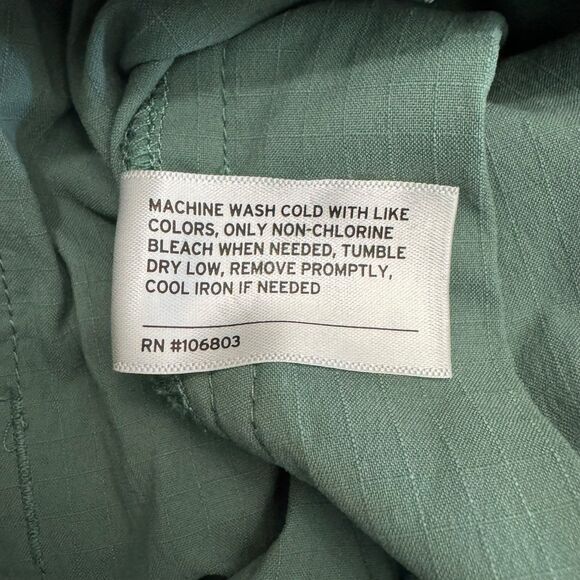 MACHINE WASH COLD WITH LIKE
COLORS, ONLY NON-CHLORINE
BLEACH WHEN NEEDED, TUMBLE
DRY LOW, REMOVE PROMPTLY,
COOL IRON IF NEEDED
RN #106803